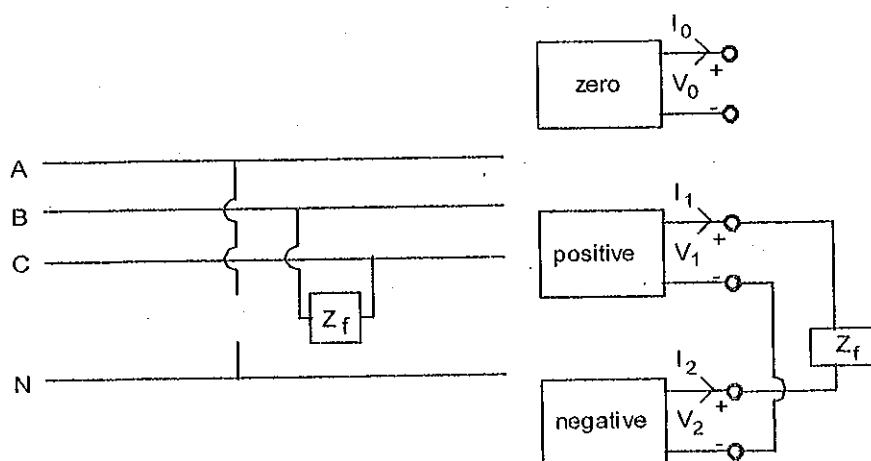 I0
zero
+
V0
-
A
B
C
Zf
N
I1
positive
+
V1
-
Zf
I2
negative
+
V2
-